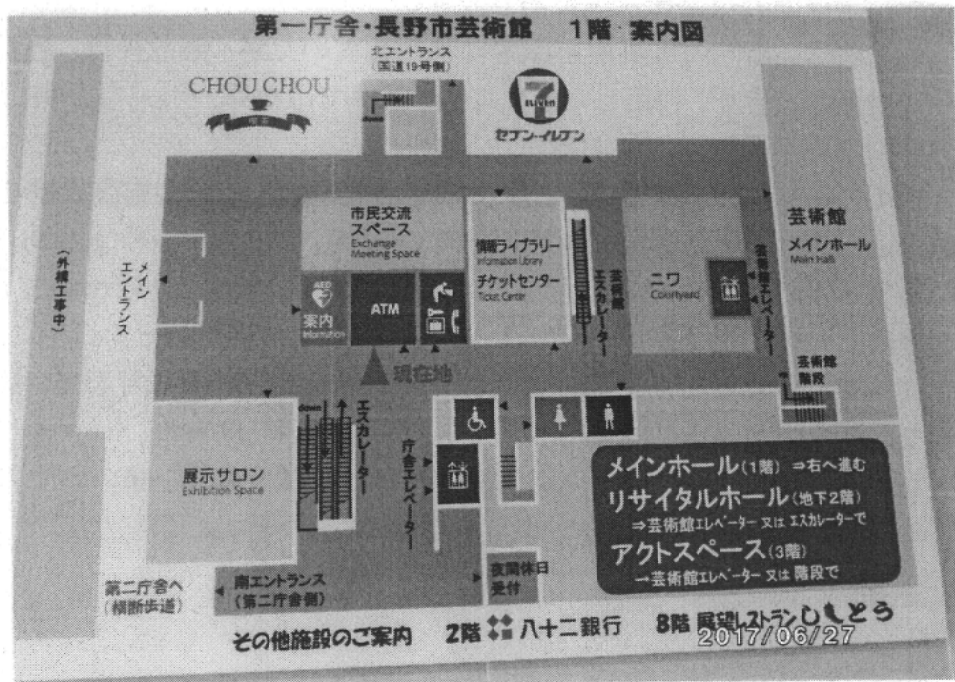 第一庁舎・長野市芸術館　1階 案内図
北エントランス
(国道19号側)
CHOU CHOU
7
ELEVEN
セブン-イレブン
down
市民交流
スペース
Exchange
Meeting Space
情報ライブラリー
Information Library
チケットセンター
Ticket Center
芸術館
エスカレーター
ニワ
Courtyard
芸術館エレベーター
芸術館
メインホール
Main Hall
(外構工事中)
メイン
エントランス
AED
案内
Information
ATM
現在地
芸術館
階段
展示サロン
Exhibition Space
down
エスカレーター
庁舎エレベーター
メインホール(1階) ⇒右へ進む
リサイタルホール(地下2階)
⇒芸術館エレベーター 又は エスカレーターで
アクトスペース(3階)
→芸術館エレベーター 又は 階段で
第二庁舎へ
(横断歩道)
南エントランス
(第二庁舎側)
夜間休日
受付
その他施設のご案内　2階 八十二銀行　8階 展望レストラン
2017/06/27